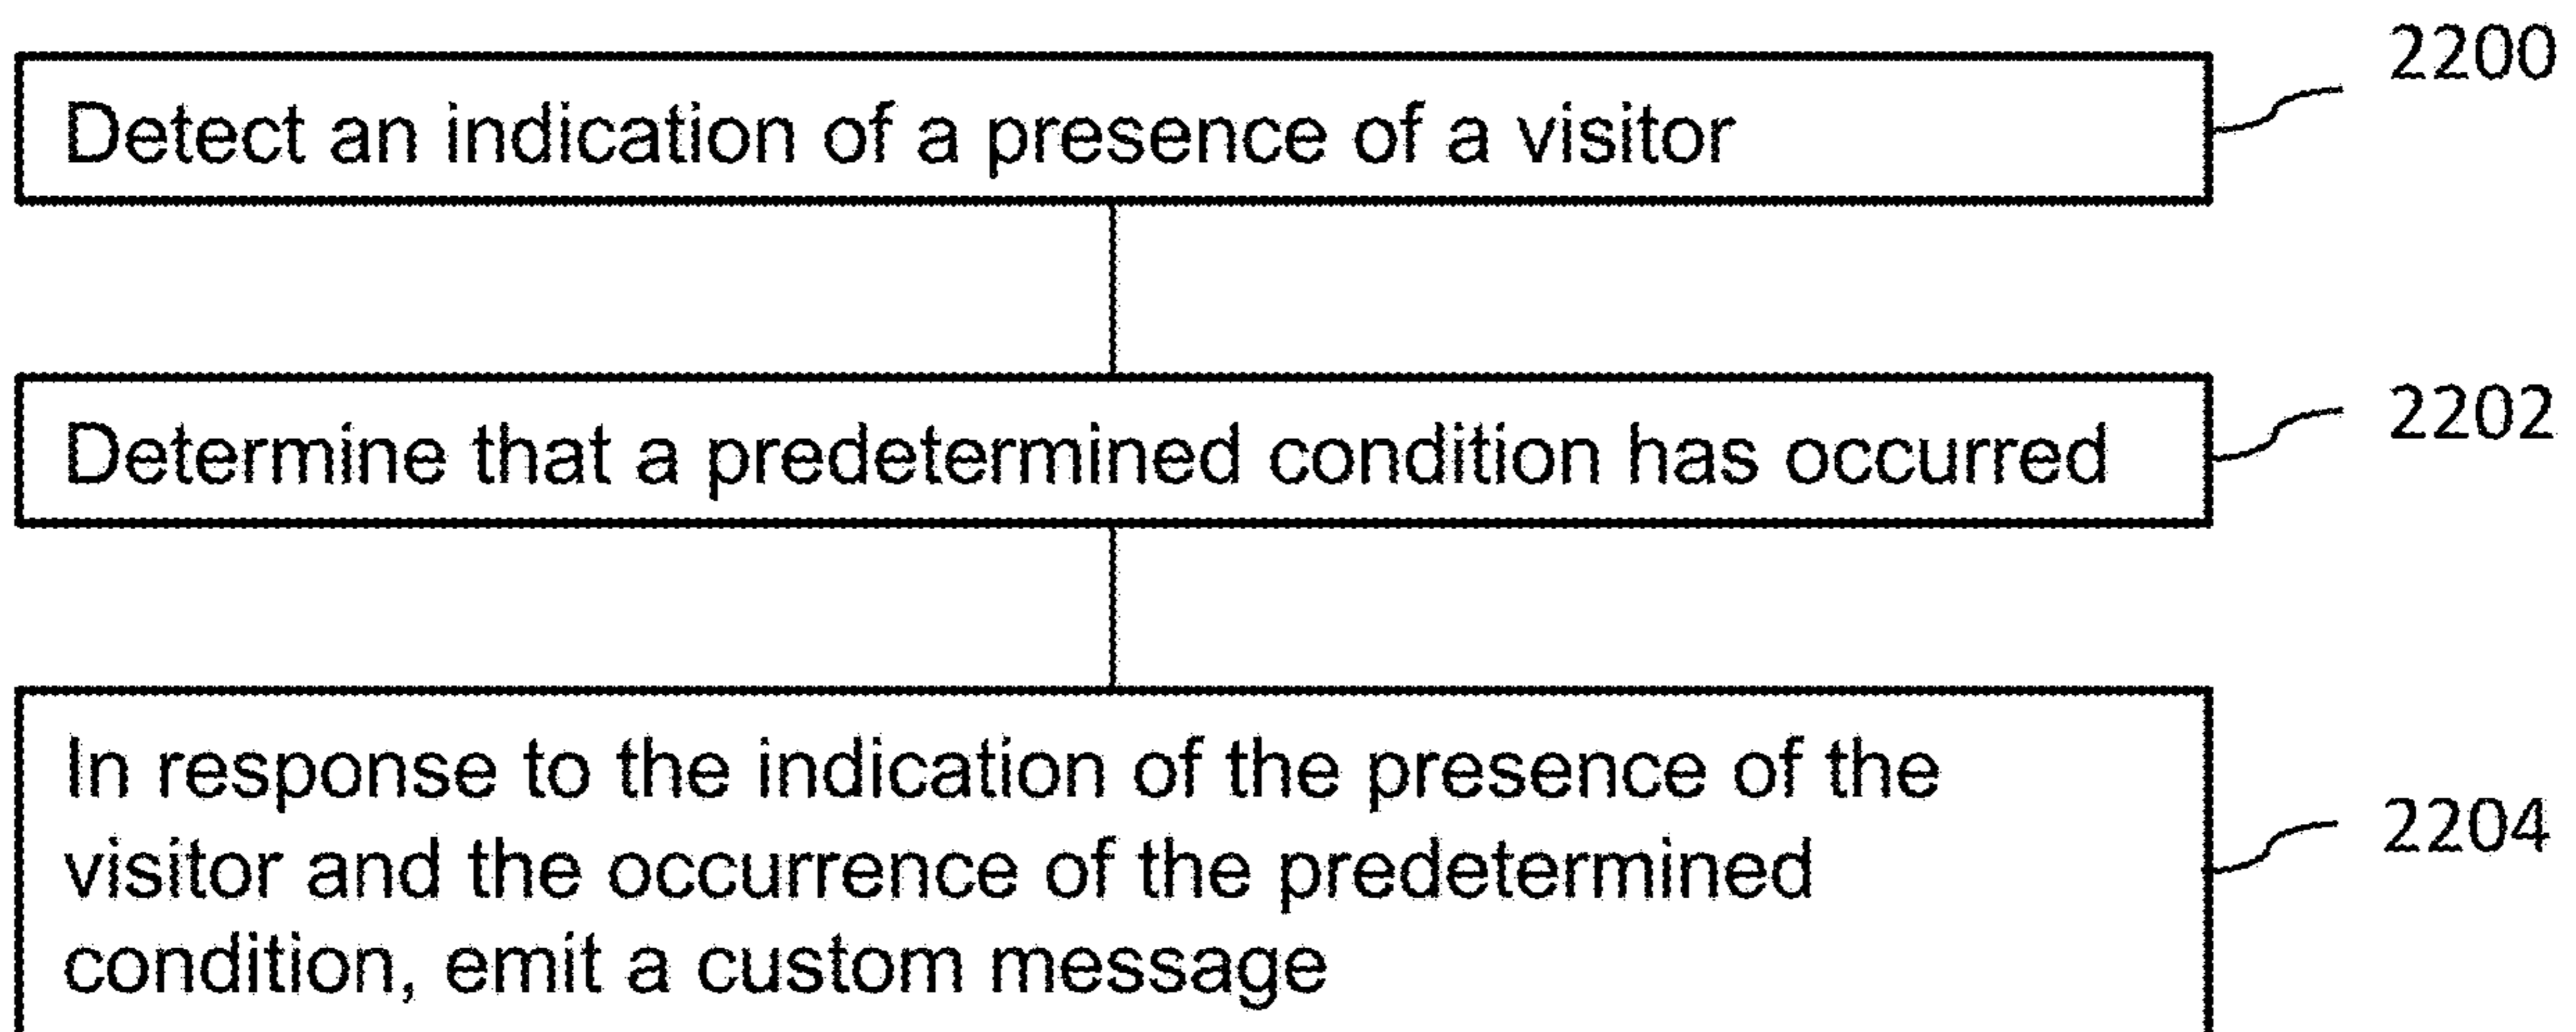 2200
Detect an indication of a presence of a visitor
2202
Determine that a predetermined condition has occurred
In response to the indication of the presence of the
2204
visitor and the occurrence of the predetermined
condition, emit a custom message